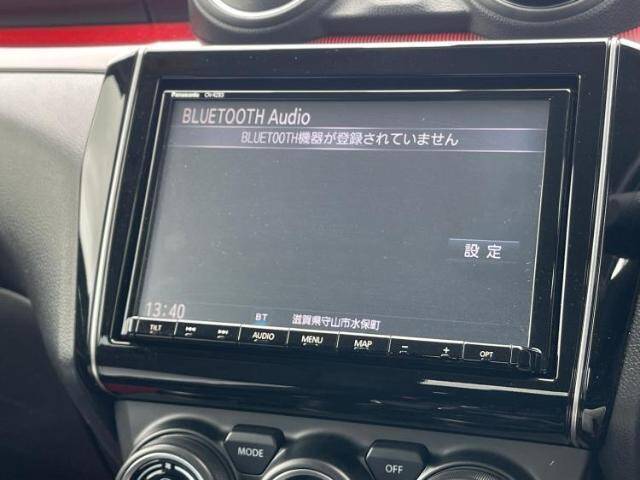 Panasonic
BLUETOOTH Audio
BLUETOOTH機器が登録されていません
設定
13:40 BT 滋賀県守山市水保町
TILT AUDIO MENU MAP − + OPT
MODE OFF